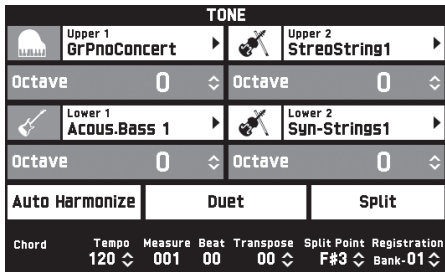 TONE
Upper 1
GrPnoConcert
Upper 2
StreoString1
Octave 0 Octave 0
Lower 1
Acous.Bass 1
Lower 2
Syn-Strings1
Octave 0 Octave 0
Auto Harmonize Duet Split
Chord Tempo Measure Beat Transpose Split Point Registration
120 001 00 00 F#3 Bank-01